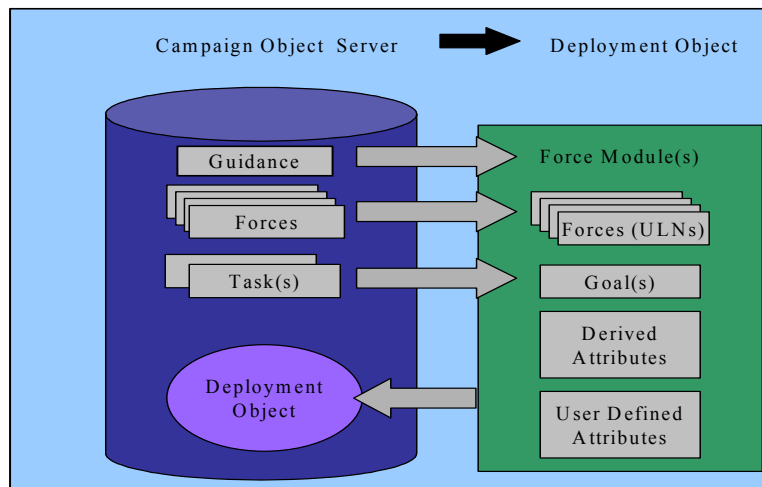 Campaign Object Server
Deployment Object
Guidance
Force Module(s)
Forces
Forces (ULNs)
Task(s)
Goal(s)
Derived
Attributes
Deployment
Object
User Defined
Attributes